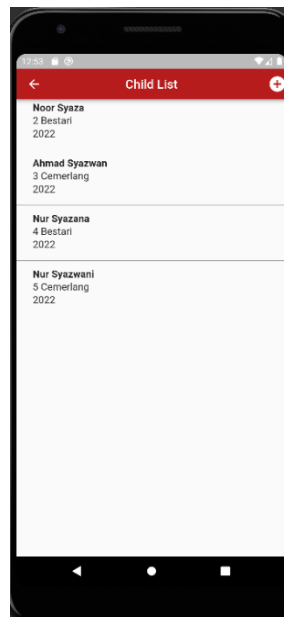 12:53
Child List
Noor Syaza
2 Bestari
2022
Ahmad Syazwan
3 Cemerlang
2022
Nur Syazana
4 Bestari
2022
Nur Syazwani
5 Cemerlang
2022